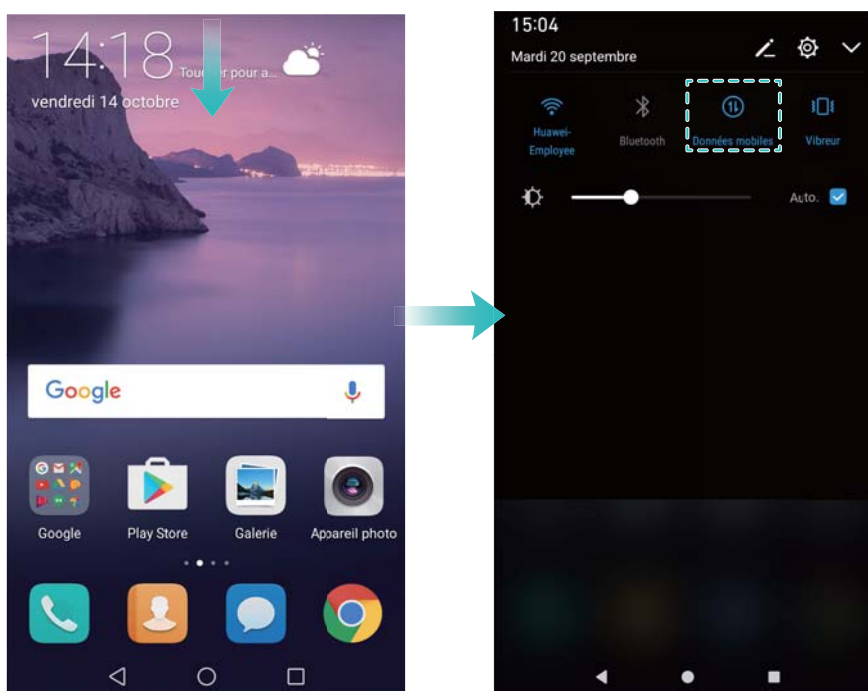 14:18
Toucher pour a...
vendredi 14 octobre
Google
Google
Play Store
Galerie
Appareil photo
15:04
Mardi 20 septembre
Huawei-
Employee
Bluetooth
Données mobiles
Vibreur
Auto.